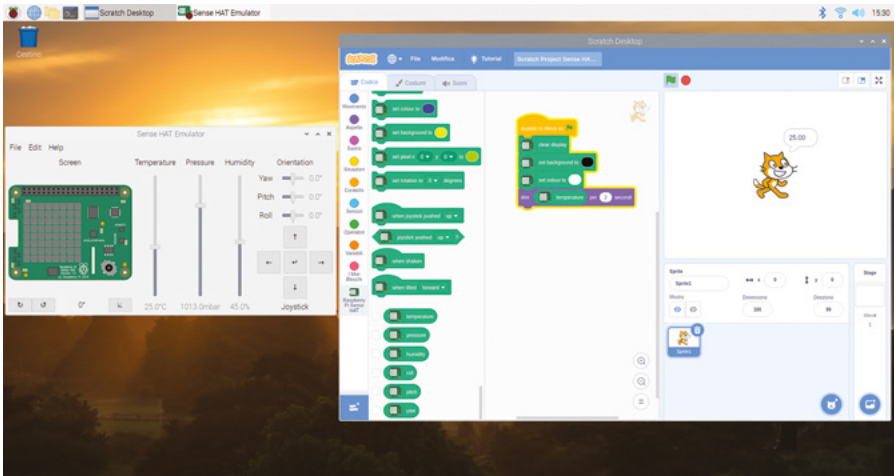 Scratch Desktop
Sense HAT Emulator
15:30
Cestino
Sense HAT Emulator
File Edit Help
Screen
Temperature
Pressure
Humidity
Orientation
Yaw 0.0°
Pitch 0.0°
Roll 0.0°
0°
25.0°C
1013.0mbar
45.0%
Joystick
Scratch Desktop
SCRATCH
File
Modifica
Tutorial
Scratch Project Sense HA...
Codice
Costumi
Suoni
Movimento
Aspetto
Suono
Situazioni
Controllo
Sensori
Operatori
Variabili
I Miei Blocchi
Raspberry Pi Sense HAT
set colour to
set background to
set pixel x 0 y 0 to
set rotation to 0 degrees
when joystick pushed up
joystick pushed up ?
when shaken
when tilted forward
temperature
pressure
humidity
roll
pitch
yaw
clear display
set background to
set colour to
temperature per 2 secondi
25.00
Sprite
Sprite1
x 0
y 0
Mostra
Dimensione
100
Direzione
90
Sprite1
Stage
Sfondi
1